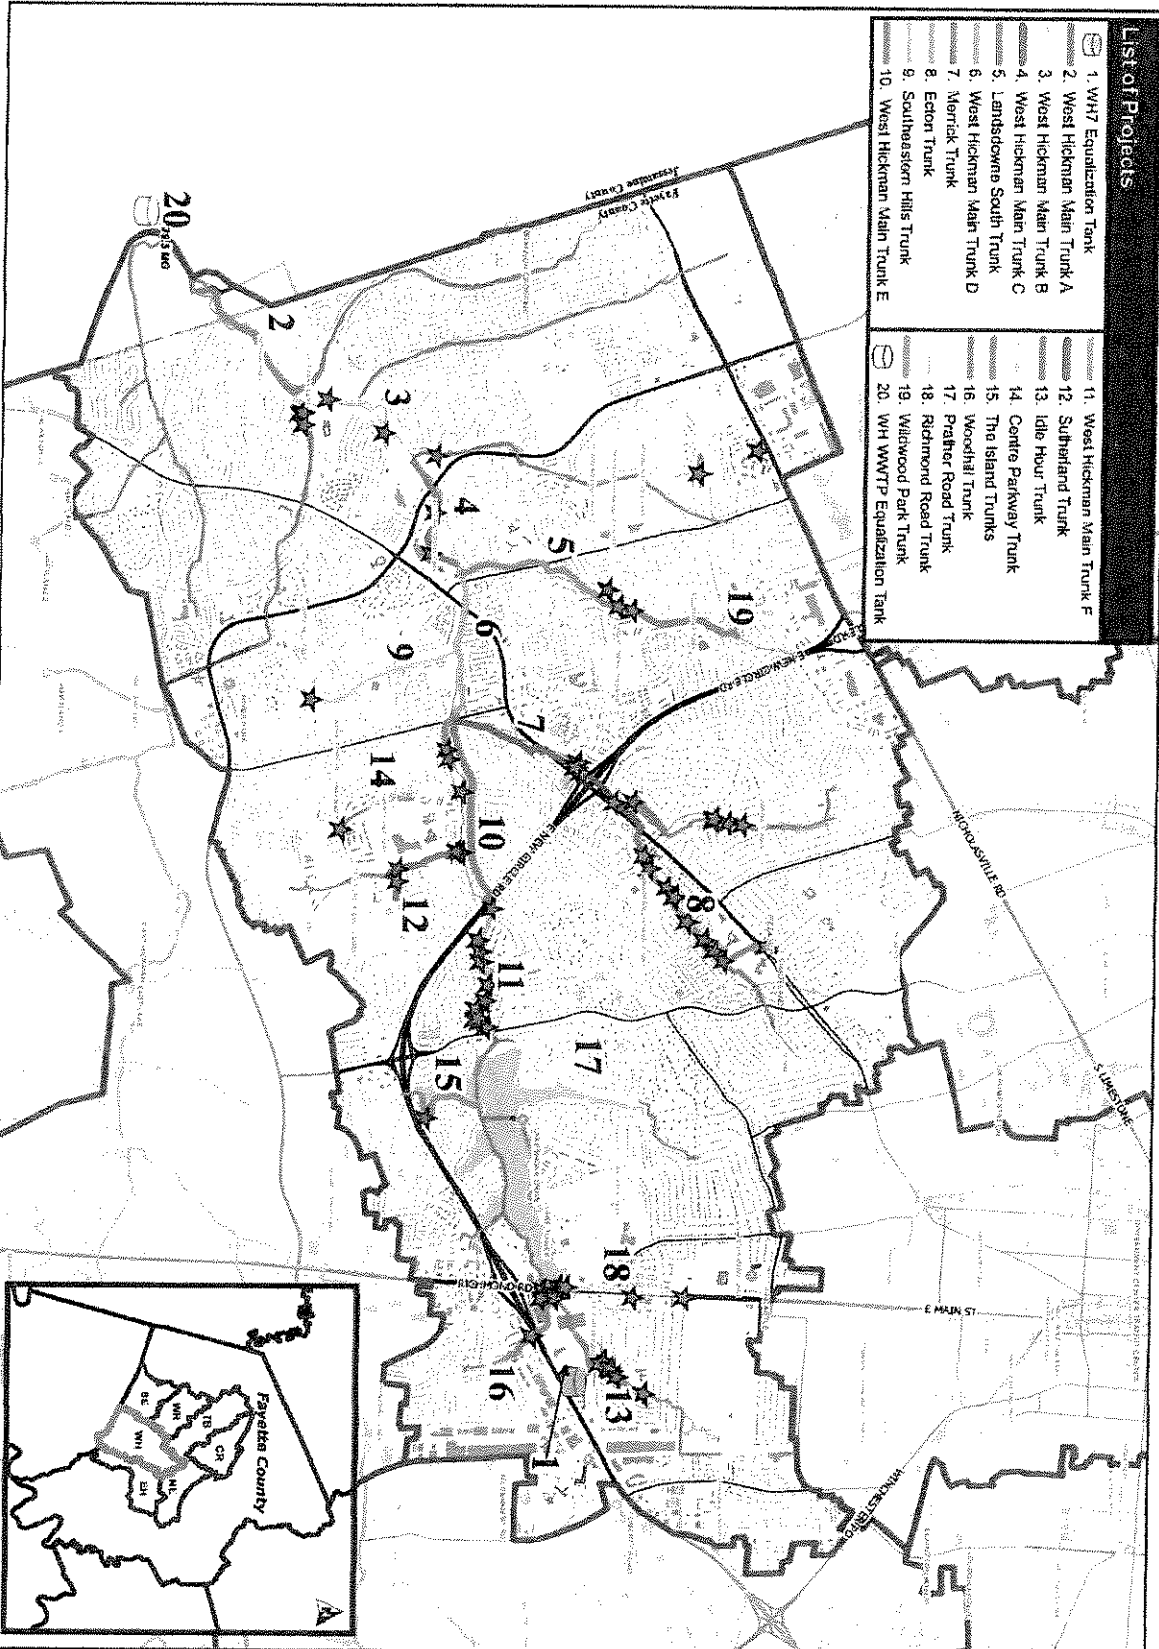 List of Projects
1. WH7 Equalization Tank
2. West Hickman Main Trunk A
3. West Hickman Main Trunk B
4. West Hickman Main Trunk C
5. Landsdowne South Trunk
6. West Hickman Main Trunk D
7. Merrick Trunk
8. Ecton Trunk
9. Southeastern Hills Trunk
10. West Hickman Main Trunk E
11. West Hickman Main Trunk F
12. Sutherland Trunk
13. Idle Hour Trunk
14. Centre Parkway Trunk
15. The Island Trunks
16. Woodhill Trunk
17. Prather Road Trunk
18. Richmond Road Trunk
19. Wildwood Park Trunk
20. WH WWTP Equalization Tank
Jessamine County
Fayette County
20
2
3
4
5
19
6
9
7
14
10
12
8
11
15
17
18
16
13
1
E NEW CIRCLE RD
E NEW CIRCLE RD
NICHOLASVILLE RD
S LIMESTONE
E MAIN ST
RICHMOND RD
WINCHESTER RD
Fayette County
CR
TB
WR
BE
WH
NE
EH